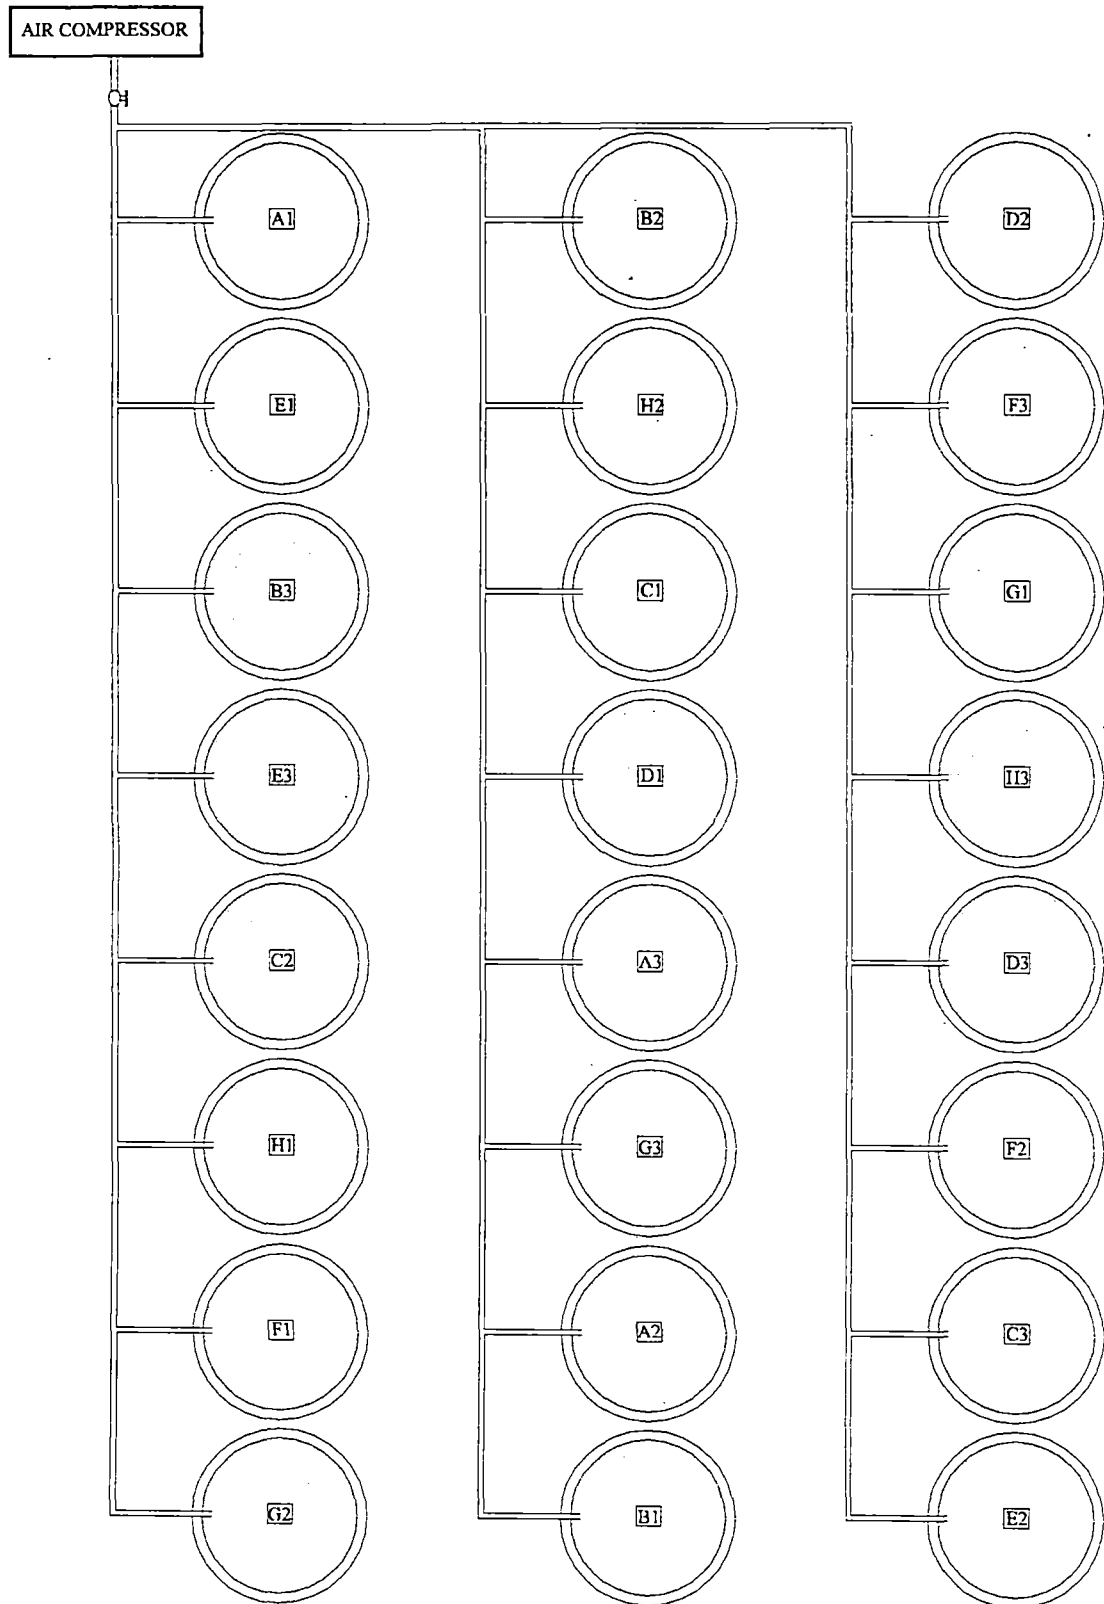 AIR COMPRESSOR
A1 B2 D2
E1 H2 F3
B3 C1 G1
E3 D1 H3
C2 A3 D3
H1 G3 F2
F1 A2 C3
G2 B1 E2